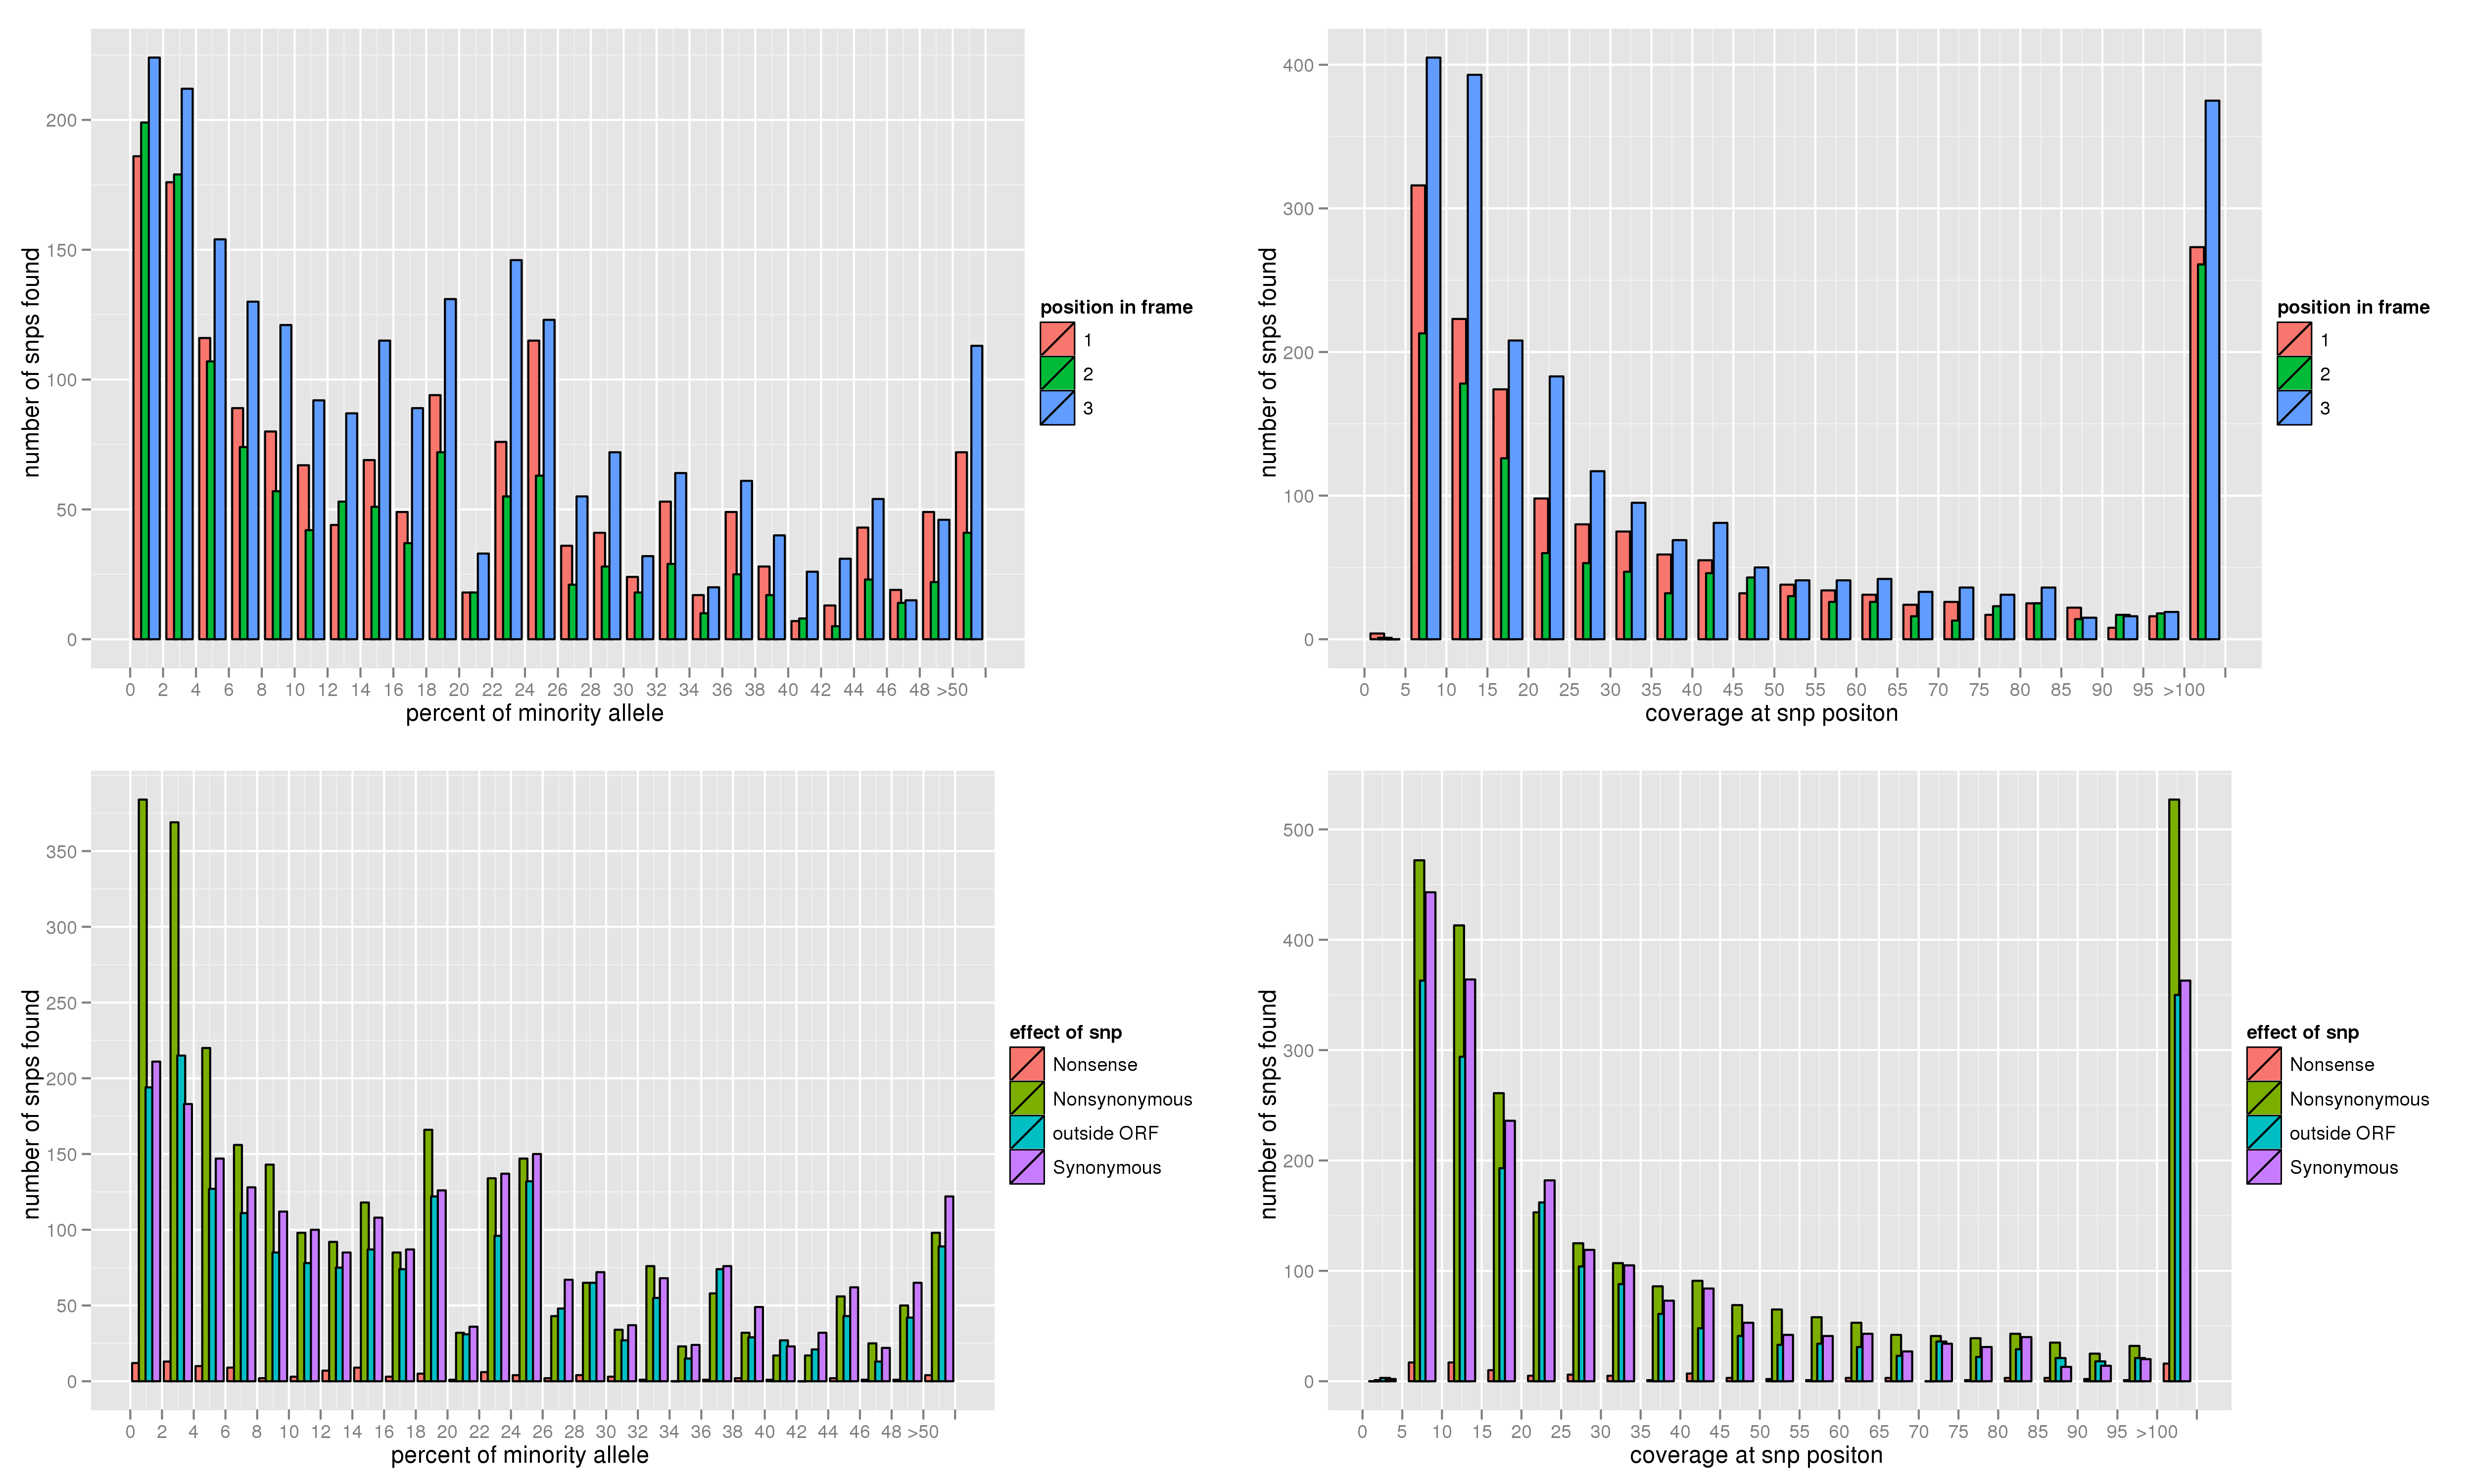 number of snps found
200
150
100
50
0
0 2 4 6 8 10 12 14 16 18 20 22 24 26 28 30 32 34 36 38 40 42 44 46 48 >50
percent of minority allele
position in frame
1
2
3
number of snps found
400
300
200
100
0
0 5 10 15 20 25 30 35 40 45 50 55 60 65 70 75 80 85 90 95 >100
coverage at snp positon
position in frame
1
2
3
number of snps found
350
300
250
200
150
100
50
0
0 2 4 6 8 10 12 14 16 18 20 22 24 26 28 30 32 34 36 38 40 42 44 46 48 >50
percent of minority allele
effect of snp
Nonsense
Nonsynonymous
outside ORF
Synonymous
number of snps found
500
400
300
200
100
0
0 5 10 15 20 25 30 35 40 45 50 55 60 65 70 75 80 85 90 95 >100
coverage at snp positon
effect of snp
Nonsense
Nonsynonymous
outside ORF
Synonymous